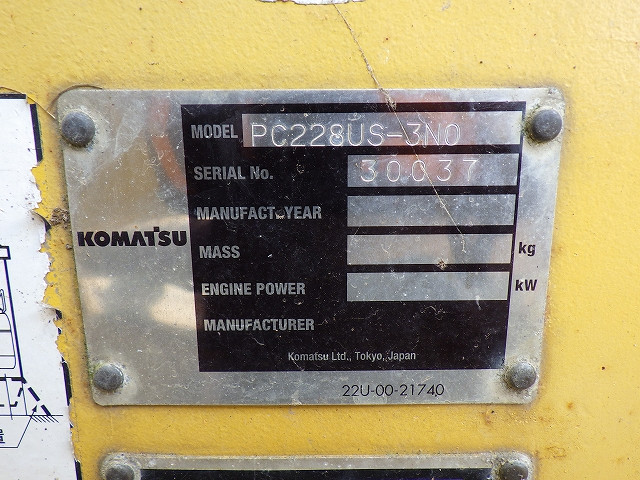 MODEL PC228US-3N0
SERIAL No. 30037
MANUFACT. YEAR
KOMATSU
MASS kg
ENGINE POWER kW
MANUFACTURER
Komatsu Ltd., Tokyo, Japan
22U-00-21740